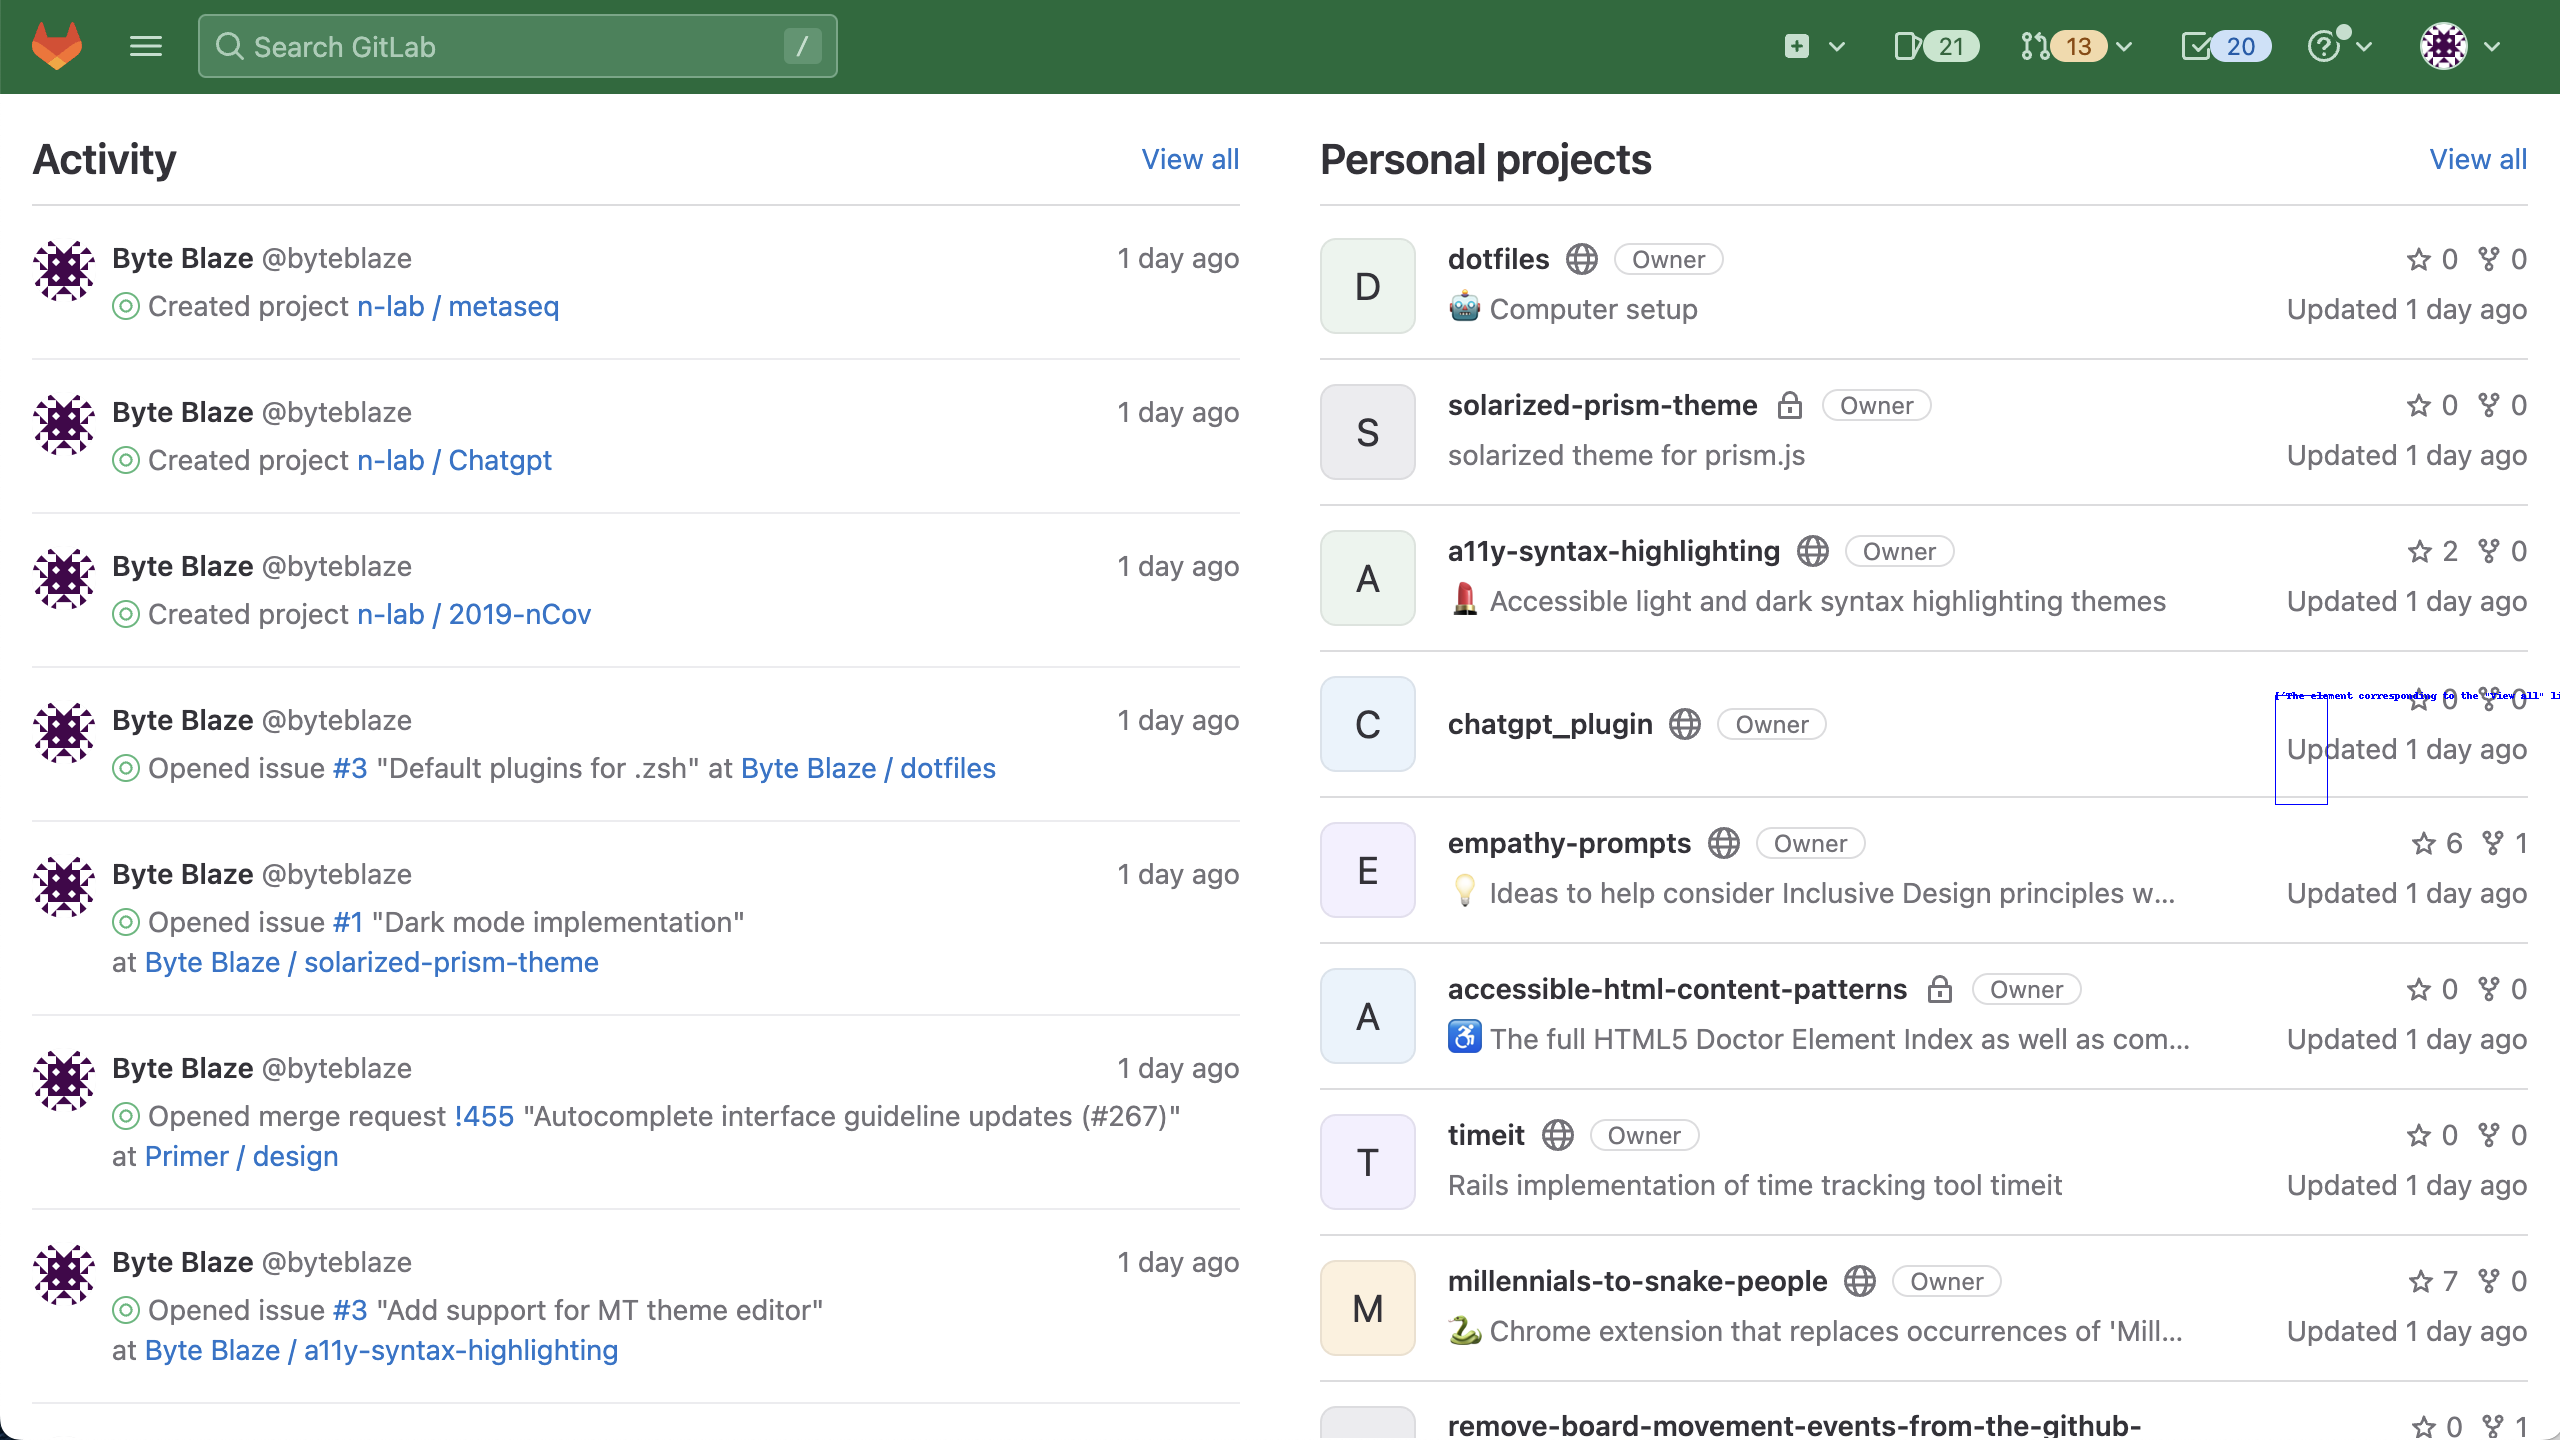 Search GitLab /
21
13
20
Activity
View all
Byte Blaze @byteblaze
1 day ago
Created project n-lab / metaseq
Byte Blaze @byteblaze
1 day ago
Created project n-lab / Chatgpt
Byte Blaze @byteblaze
1 day ago
Created project n-lab / 2019-nCov
Byte Blaze @byteblaze
1 day ago
Opened issue #3 "Default plugins for .zsh" at Byte Blaze / dotfiles
Byte Blaze @byteblaze
1 day ago
Opened issue #1 "Dark mode implementation"
at Byte Blaze / solarized-prism-theme
Byte Blaze @byteblaze
1 day ago
Opened merge request !455 "Autocomplete interface guideline updates (#267)"
at Primer / design
Byte Blaze @byteblaze
1 day ago
Opened issue #3 "Add support for MT theme editor"
at Byte Blaze / a11y-syntax-highlighting
Personal projects
View all
D
dotfiles Owner
0 0
🤖 Computer setup
Updated 1 day ago
S
solarized-prism-theme Owner
0 0
solarized theme for prism.js
Updated 1 day ago
A
a11y-syntax-highlighting Owner
2 0
💄 Accessible light and dark syntax highlighting themes
Updated 1 day ago
C
chatgpt_plugin Owner
0 0
The element corresponding to the "View all" li
Updated 1 day ago
E
empathy-prompts Owner
6 1
💡 Ideas to help consider Inclusive Design principles w...
Updated 1 day ago
A
accessible-html-content-patterns Owner
0 0
♿ The full HTML5 Doctor Element Index as well as com...
Updated 1 day ago
T
timeit Owner
0 0
Rails implementation of time tracking tool timeit
Updated 1 day ago
M
millennials-to-snake-people Owner
7 0
🐍 Chrome extension that replaces occurrences of 'Mill...
Updated 1 day ago
remove-board-movement-events-from-the-github-
0 1